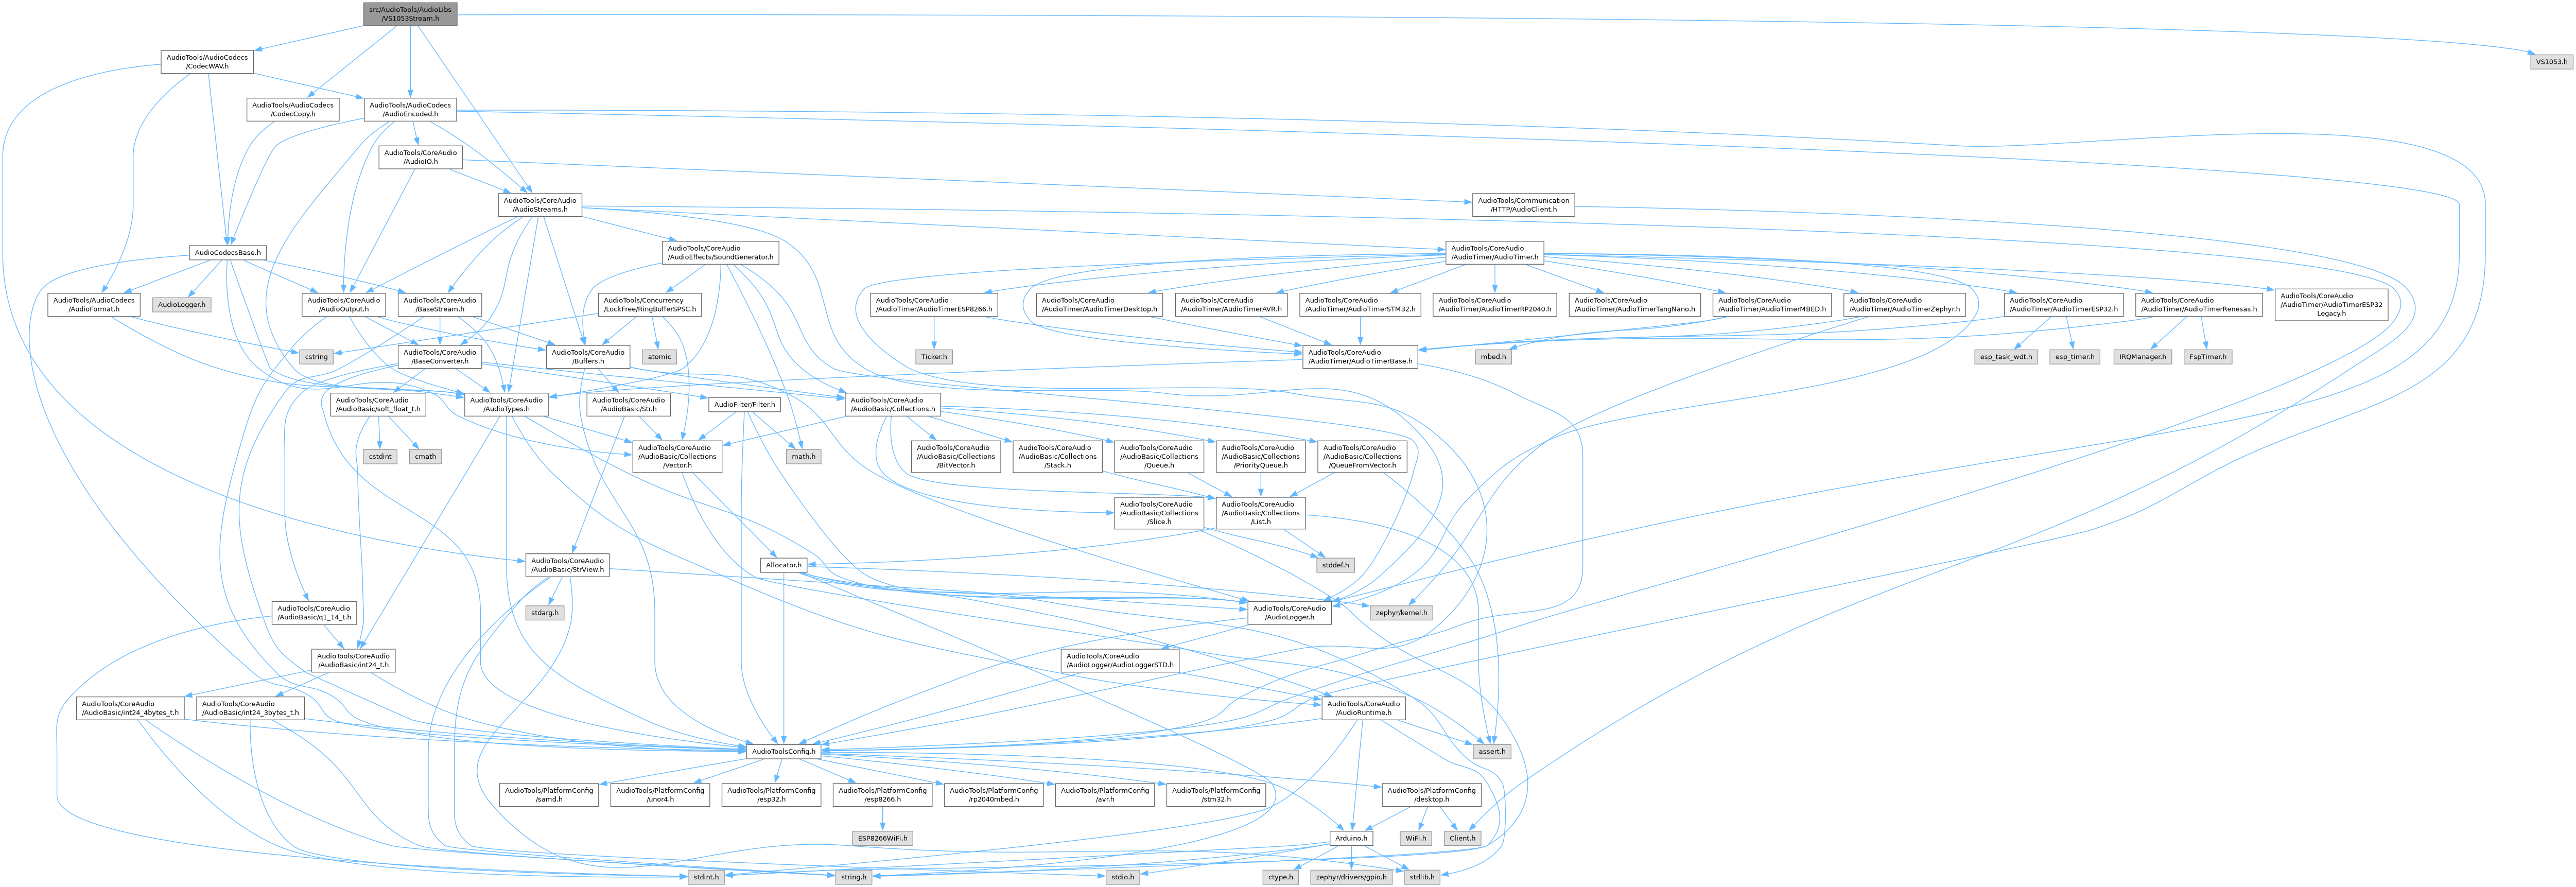 src/AudioTools/AudioLibs
/VS1053Stream.h
AudioTools/AudioCodecs
/CodecWAV.h
VS1053.h
AudioTools/AudioCodecs
/CodecCopy.h
AudioTools/AudioCodecs
/AudioEncoded.h
AudioTools/CoreAudio
/AudioIO.h
AudioTools/CoreAudio
/AudioStreams.h
AudioTools/Communication
/HTTP/AudioClient.h
AudioCodecsBase.h
AudioTools/CoreAudio
/AudioEffects/SoundGenerator.h
AudioTools/CoreAudio
/AudioTimer/AudioTimer.h
AudioTools/AudioCodecs
/AudioFormat.h
AudioLogger.h
AudioTools/CoreAudio
/AudioOutput.h
AudioTools/CoreAudio
/BaseStream.h
AudioTools/Concurrency
/LockFree/RingBufferSPSC.h
AudioTools/CoreAudio
/AudioTimer/AudioTimerESP8266.h
AudioTools/CoreAudio
/AudioTimer/AudioTimerDesktop.h
AudioTools/CoreAudio
/AudioTimer/AudioTimerAVR.h
AudioTools/CoreAudio
/AudioTimer/AudioTimerSTM32.h
AudioTools/CoreAudio
/AudioTimer/AudioTimerRP2040.h
AudioTools/CoreAudio
/AudioTimer/AudioTimerTangNano.h
AudioTools/CoreAudio
/AudioTimer/AudioTimerMBED.h
AudioTools/CoreAudio
/AudioTimer/AudioTimerZephyr.h
AudioTools/CoreAudio
/AudioTimer/AudioTimerESP32.h
AudioTools/CoreAudio
/AudioTimer/AudioTimerRenesas.h
AudioTools/CoreAudio
/AudioTimer/AudioTimerESP32
Legacy.h
cstring
AudioTools/CoreAudio
/BaseConverter.h
AudioTools/CoreAudio
/Buffers.h
atomic
Ticker.h
AudioTools/CoreAudio
/AudioTimer/AudioTimerBase.h
mbed.h
esp_task_wdt.h
esp_timer.h
IRQManager.h
FspTimer.h
AudioTools/CoreAudio
/AudioBasic/soft_float_t.h
AudioTools/CoreAudio
/AudioTypes.h
AudioTools/CoreAudio
/AudioBasic/Str.h
AudioFilter/Filter.h
AudioTools/CoreAudio
/AudioBasic/Collections.h
cstdint
cmath
AudioTools/CoreAudio
/AudioBasic/Collections
/Vector.h
math.h
AudioTools/CoreAudio
/AudioBasic/Collections
/BitVector.h
AudioTools/CoreAudio
/AudioBasic/Collections
/Stack.h
AudioTools/CoreAudio
/AudioBasic/Collections
/Queue.h
AudioTools/CoreAudio
/AudioBasic/Collections
/PriorityQueue.h
AudioTools/CoreAudio
/AudioBasic/Collections
/QueueFromVector.h
AudioTools/CoreAudio
/AudioBasic/Collections
/Slice.h
AudioTools/CoreAudio
/AudioBasic/Collections
/List.h
AudioTools/CoreAudio
/AudioBasic/StrView.h
Allocator.h
stddef.h
AudioTools/CoreAudio
/AudioBasic/q1_14_t.h
stdarg.h
AudioTools/CoreAudio
/AudioLogger.h
zephyr/kernel.h
AudioTools/CoreAudio
/AudioBasic/int24_t.h
AudioTools/CoreAudio
/AudioLogger/AudioLoggerSTD.h
AudioTools/CoreAudio
/AudioBasic/int24_4bytes_t.h
AudioTools/CoreAudio
/AudioBasic/int24_3bytes_t.h
AudioTools/CoreAudio
/AudioRuntime.h
AudioToolsConfig.h
assert.h
AudioTools/PlatformConfig
/samd.h
AudioTools/PlatformConfig
/unor4.h
AudioTools/PlatformConfig
/esp32.h
AudioTools/PlatformConfig
/esp8266.h
AudioTools/PlatformConfig
/rp2040mbed.h
AudioTools/PlatformConfig
/avr.h
AudioTools/PlatformConfig
/stm32.h
AudioTools/PlatformConfig
/desktop.h
ESP8266WiFi.h
Arduino.h
WiFi.h
Client.h
stdint.h
string.h
stdio.h
ctype.h
zephyr/drivers/gpio.h
stdlib.h